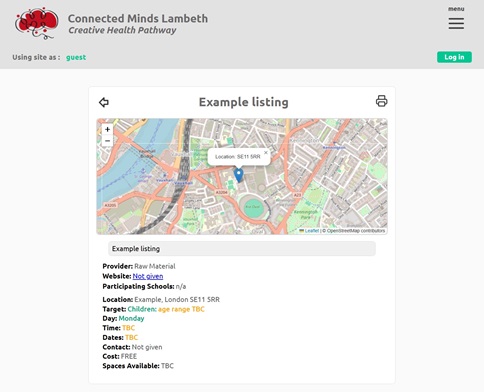 Connected Minds Lambeth
Creative Health Pathway
menu
Using site as : guest
Log in
Example listing
+
−
Location: SE11 5RR
×
Leaflet | © OpenStreetMap contributors
Example listing
Provider: Raw Material
Website: Not given
Participating Schools: n/a
Location: Example, London SE11 5RR
Target: Children: age range TBC
Day: Monday
Time: TBC
Dates: TBC
Contact: Not given
Cost: FREE
Spaces Available: TBC